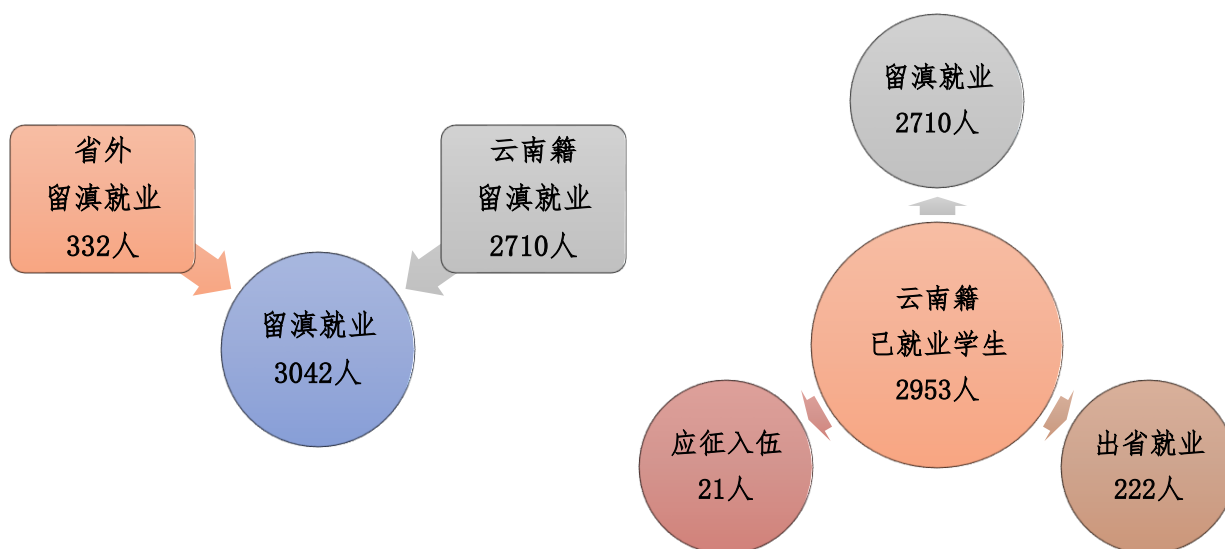 省外
留滇就业
332人
云南籍
留滇就业
2710人
留滇就业
3042人
留滇就业
2710人
云南籍
已就业学生
2953人
应征入伍
21人
出省就业
222人